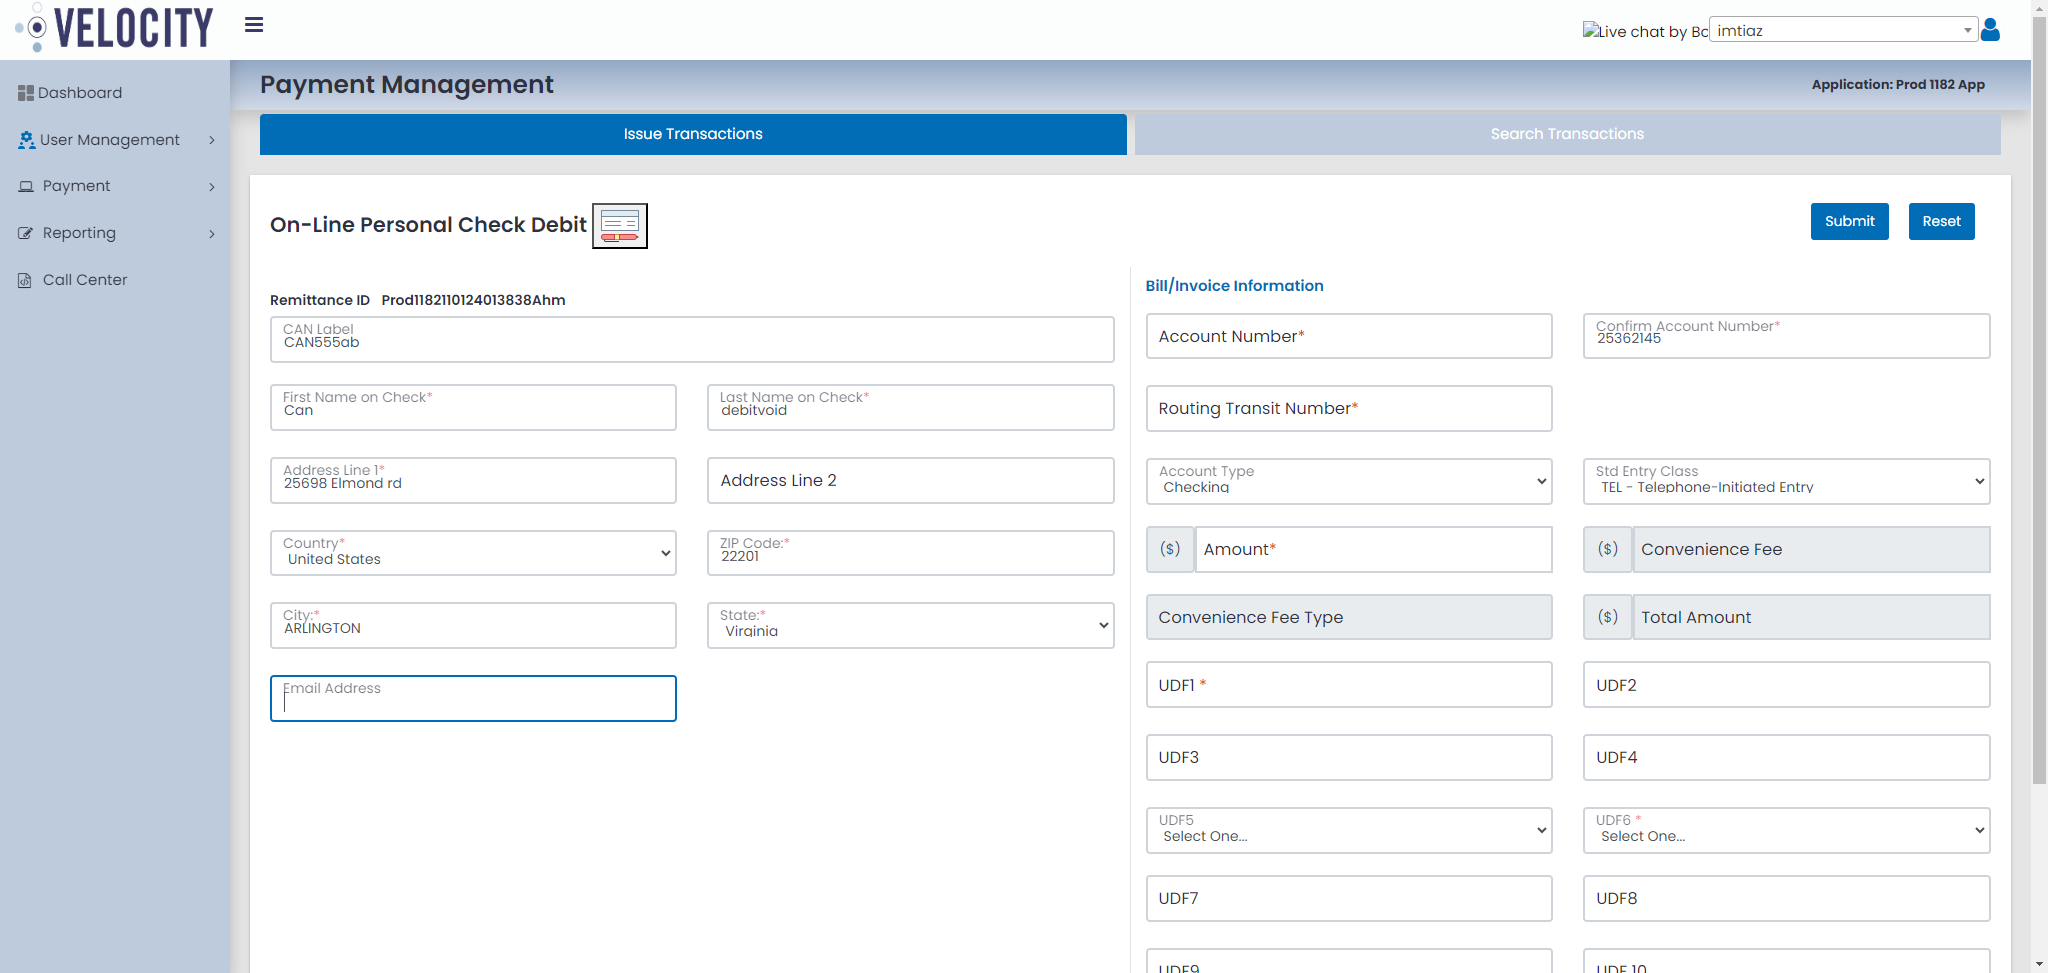 VELOCITY
Live chat by Bo
imtiaz
Dashboard
User Management
Payment
Reporting
Call Center
Payment Management
Application: Prod 1182 App
Issue Transactions
Search Transactions
On-Line Personal Check Debit
Submit
Reset
Remittance ID Prod1182110124013838Ahm
CAN Label
CAN555ab
First Name on Check*
Can
Last Name on Check*
debitvoid
Address Line 1*
25698 Elmond rd
Address Line 2
Country*
United States
ZIP Code:*
22201
City:*
ARLINGTON
State:*
Virginia
Email Address
Bill/Invoice Information
Account Number*
Confirm Account Number*
25362145
Routing Transit Number*
Account Type
Checking
Std Entry Class
TEL - Telephone-Initiated Entry
($) Amount*
($) Convenience Fee
Convenience Fee Type
($) Total Amount
UDF1 *
UDF2
UDF3
UDF4
UDF5
Select One...
UDF6 *
Select One...
UDF7
UDF8
UDF9
UDF 10